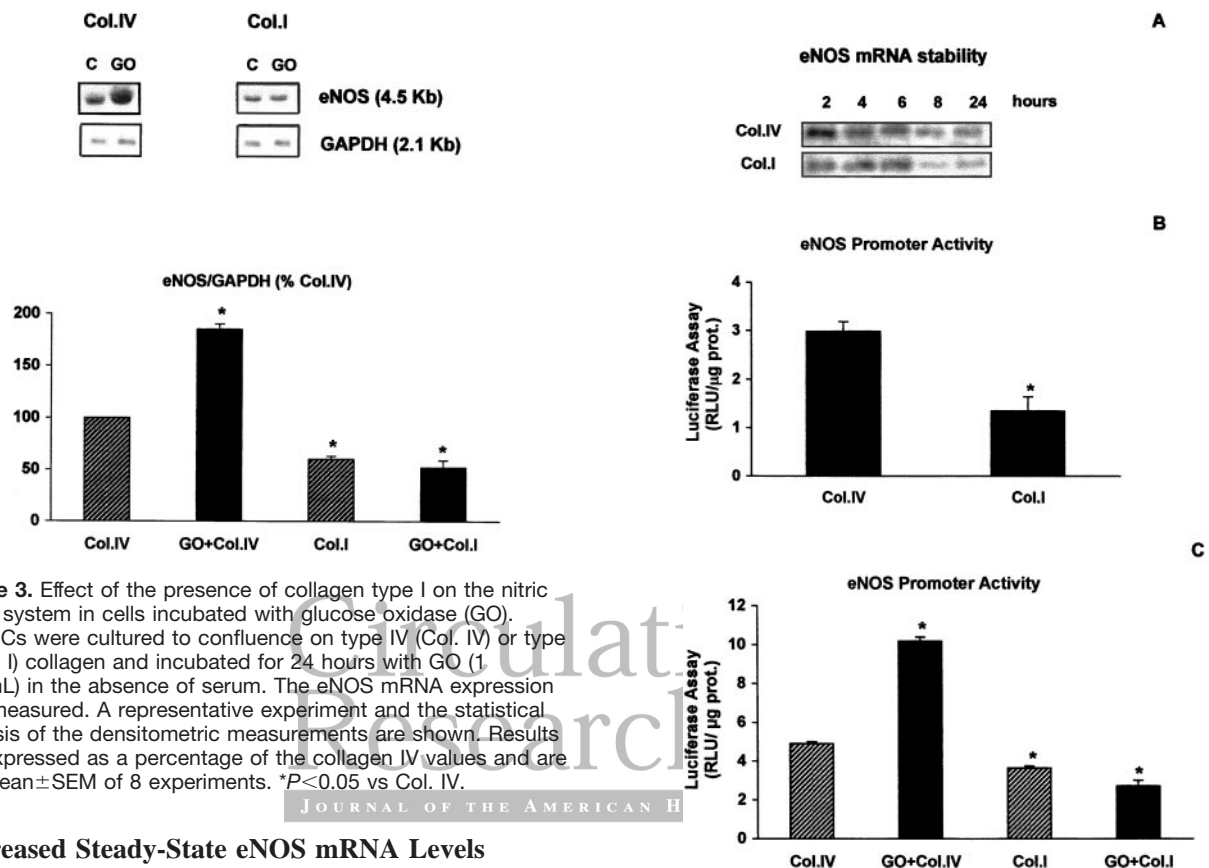 Col.IV Col.I
C GO C GO
eNOS (4.5 Kb)
GAPDH (2.1 Kb)
eNOS/GAPDH (% Col.IV)
200
150
100
50
0
Col.IV GO+Col.IV Col.I GO+Col.I
* * *
e 3. Effect of the presence of collagen type I on the nitric
system in cells incubated with glucose oxidase (GO).
Cs were cultured to confluence on type IV (Col. IV) or type
I) collagen and incubated for 24 hours with GO (1
nL) in the absence of serum. The eNOS mRNA expression
measured. A representative experiment and the statistical
sis of the densitometric measurements are shown. Results
expressed as a percentage of the collagen IV values and are
ean±SEM of 8 experiments. *P<0.05 vs Col. IV.
Circulat
Research
JOURNAL OF THE AMERICAN H
reased Steady-State eNOS mRNA Levels
A
eNOS mRNA stability
2 4 6 8 24 hours
Col.IV
Col.I
B
eNOS Promoter Activity
Luciferase Assay
(RLU/µg prot.)
4
3
2
1
0
*
Col.IV Col.I
C
eNOS Promoter Activity
Luciferase Assay
(RLU/ µg prot.)
12
10
8
6
4
2
0
* * *
Col.IV GO+Col.IV Col.I GO+Col.I